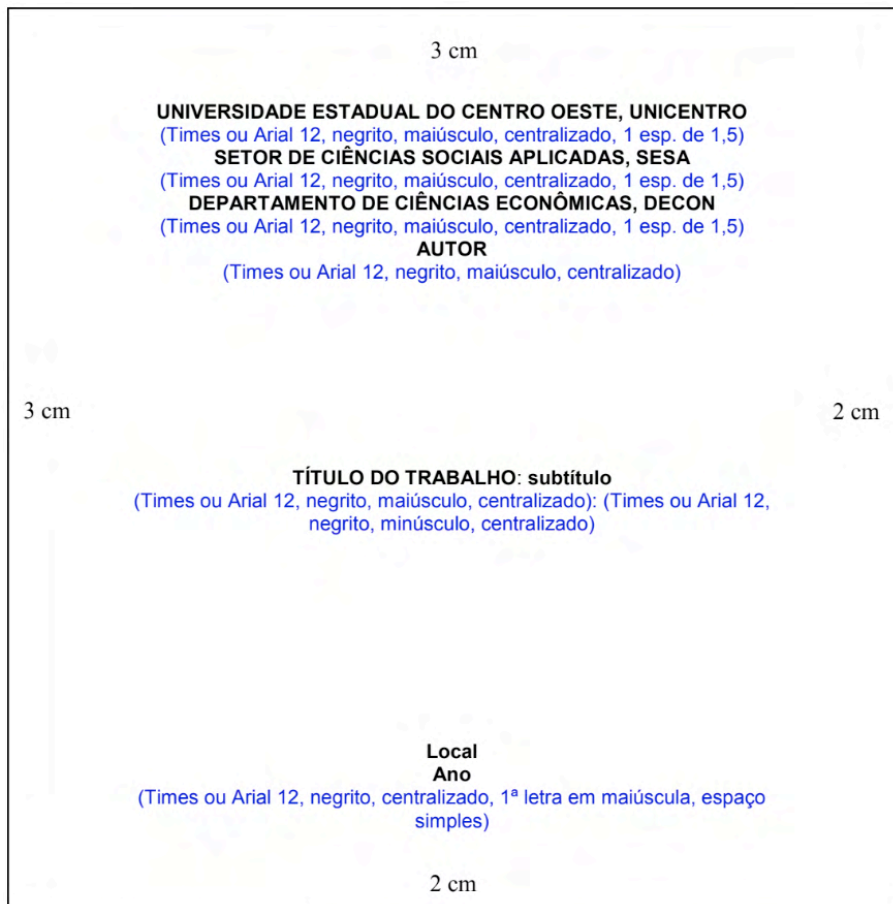 3 cm
UNIVERSIDADE ESTADUAL DO CENTRO OESTE, UNICENTRO
(Times ou Arial 12, negrito, maiúsculo, centralizado, 1 esp. de 1,5)
SETOR DE CIÊNCIAS SOCIAIS APLICADAS, SESA
(Times ou Arial 12, negrito, maiúsculo, centralizado, 1 esp. de 1,5)
DEPARTAMENTO DE CIÊNCIAS ECONÔMICAS, DECON
(Times ou Arial 12, negrito, maiúsculo, centralizado, 1 esp. de 1,5)
AUTOR
(Times ou Arial 12, negrito, maiúsculo, centralizado)
3 cm
2 cm
TÍTULO DO TRABALHO: subtítulo
(Times ou Arial 12, negrito, maiúsculo, centralizado): (Times ou Arial 12,
negrito, minúsculo, centralizado)
Local
Ano
(Times ou Arial 12, negrito, centralizado, 1ª letra em maiúscula, espaço
simples)
2 cm